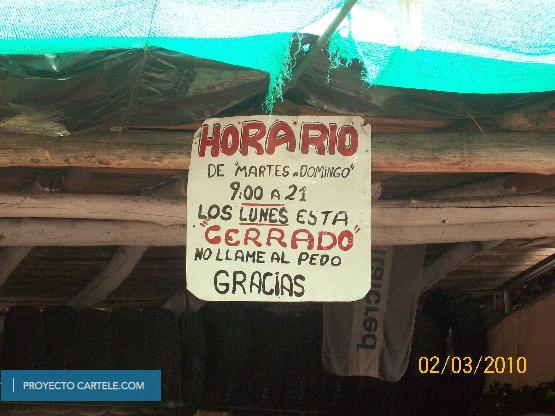 HORARIO
DE "MARTES A DOMINGO"
9:00 A 21
LOS LUNES ESTA
"CERRADO"
NO LLAME AL PEDO
GRACIAS
02/03/2010
PROYECTO CARTELE.COM